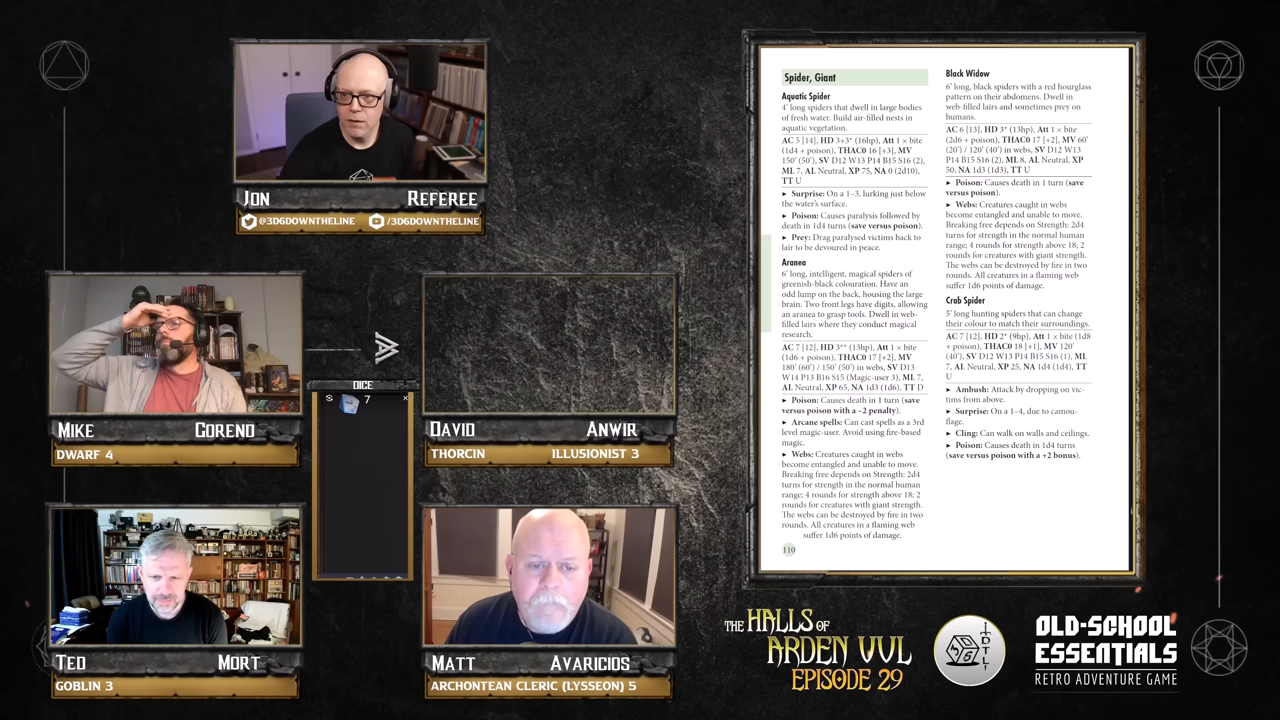 JON REFEREE
@3D6DOWNTHELINE /3D6DOWNTHELINE
MIKE GOREND
DWARF 4
DICE
7
DAVID ANWIR
THORCIN ILLUSIONIST 3
TED MORT
GOBLIN 3
MATT AVARICIOS
ARCHONTEAN CLERIC (LYSSEON) 5
Spider, Giant
Aquatic Spider
4' long spiders that dwell in large bodies
of fresh water. Build air-filled nests in
aquatic vegetation.
AC 5 [14], HD 3+3* (16hp), Att 1 × bite
(1d4 + poison), THAC0 16 [+3], MV
150' (50'), SV D12 W13 P14 B15 S16 (2),
ML 7, AL Neutral, XP 75, NA 0 (2d10),
TT U
► Surprise: On a 1–3, lurking just below
the water's surface.
► Poison: Causes paralysis followed by
death in 1d4 turns (save versus poison).
► Prey: Drag paralysed victims back to
lair to be devoured in peace.
Aranea
6' long, intelligent, magical spiders of
greenish-black colouration. Have an
odd lump on the back, housing the large
brain. Two front legs have digits, allowing
an aranea to grasp tools. Dwell in web-
filled lairs where they conduct magical
research.
AC 7 [12], HD 3** (13hp), Att 1 × bite
(1d6 + poison), THAC0 17 [+2], MV
180' (60') / 150' (50') in webs, SV D13
W14 P13 B16 S15 (Magic-user 3), ML 7,
AL Neutral, XP 65, NA 1d3 (1d6), TT D
► Poison: Causes death in 1 turn (save
versus poison with a –2 penalty).
► Arcane spells: Can cast spells as a 3rd
level magic-user. Avoid using fire-based
magic.
► Webs: Creatures caught in webs
become entangled and unable to move.
Breaking free depends on Strength: 2d4
turns for strength in the normal human
range; 4 rounds for strength above 18; 2
rounds for creatures with giant strength.
The webs can be destroyed by fire in two
rounds. All creatures in a flaming web
suffer 1d6 points of damage.
110
Black Widow
6' long, black spiders with a red hourglass
pattern on their abdomens. Dwell in
web-filled lairs and sometimes prey on
humans.
AC 6 [13], HD 3* (13hp), Att 1 × bite
(2d6 + poison), THAC0 17 [+2], MV 60'
(20') / 120' (40') in webs, SV D12 W13
P14 B15 S16 (2), ML 8, AL Neutral, XP
50, NA 1d3 (1d3), TT U
► Poison: Causes death in 1 turn (save
versus poison).
► Webs: Creatures caught in webs
become entangled and unable to move.
Breaking free depends on Strength: 2d4
turns for strength in the normal human
range; 4 rounds for strength above 18; 2
rounds for creatures with giant strength.
The webs can be destroyed by fire in two
rounds. All creatures in a flaming web
suffer 1d6 points of damage.
Crab Spider
5' long hunting spiders that can change
their colour to match their surroundings.
AC 7 [12], HD 2* (9hp), Att 1 × bite (1d8
+ poison), THAC0 18 [+1], MV 120'
(40'), SV D12 W13 P14 B15 S16 (1), ML
7, AL Neutral, XP 25, NA 1d4 (1d4), TT
U
► Ambush: Attack by dropping on vic-
tims from above.
► Surprise: On a 1–4, due to camou-
flage.
► Cling: Can walk on walls and ceilings.
► Poison: Causes death in 1d4 turns
(save versus poison with a +2 bonus).
THE HALLS OF
ARDEN VUL
EPISODE 29
3D6 DTL
OLD-SCHOOL
ESSENTIALS
RETRO ADVENTURE GAME